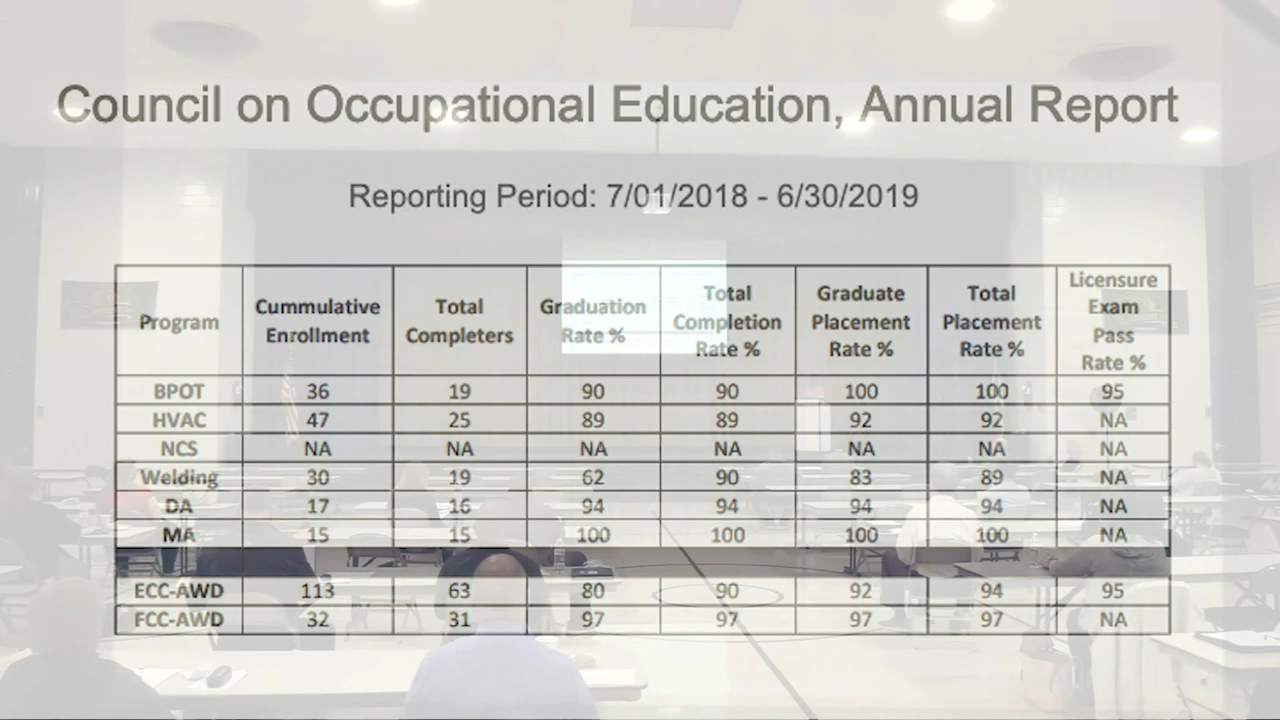 Council on Occupational Education, Annual Report
Reporting Period: 7/01/2018 - 6/30/2019
Program Cummulative Enrollment Total Completers Graduation Rate % Total Completion Rate % Graduate Placement Rate % Total Placement Rate % Licensure Exam Pass Rate %
BPOT 36 19 90 90 100 100 95
HVAC 47 25 89 89 92 92 NA
NCS NA NA NA NA NA NA NA
Welding 30 19 62 90 83 89 NA
DA 17 16 94 94 94 94 NA
MA 15 15 100 100 100 100 NA
ECC-AWD 113 63 80 90 92 94 95
FCC-AWD 32 31 97 97 97 97 NA